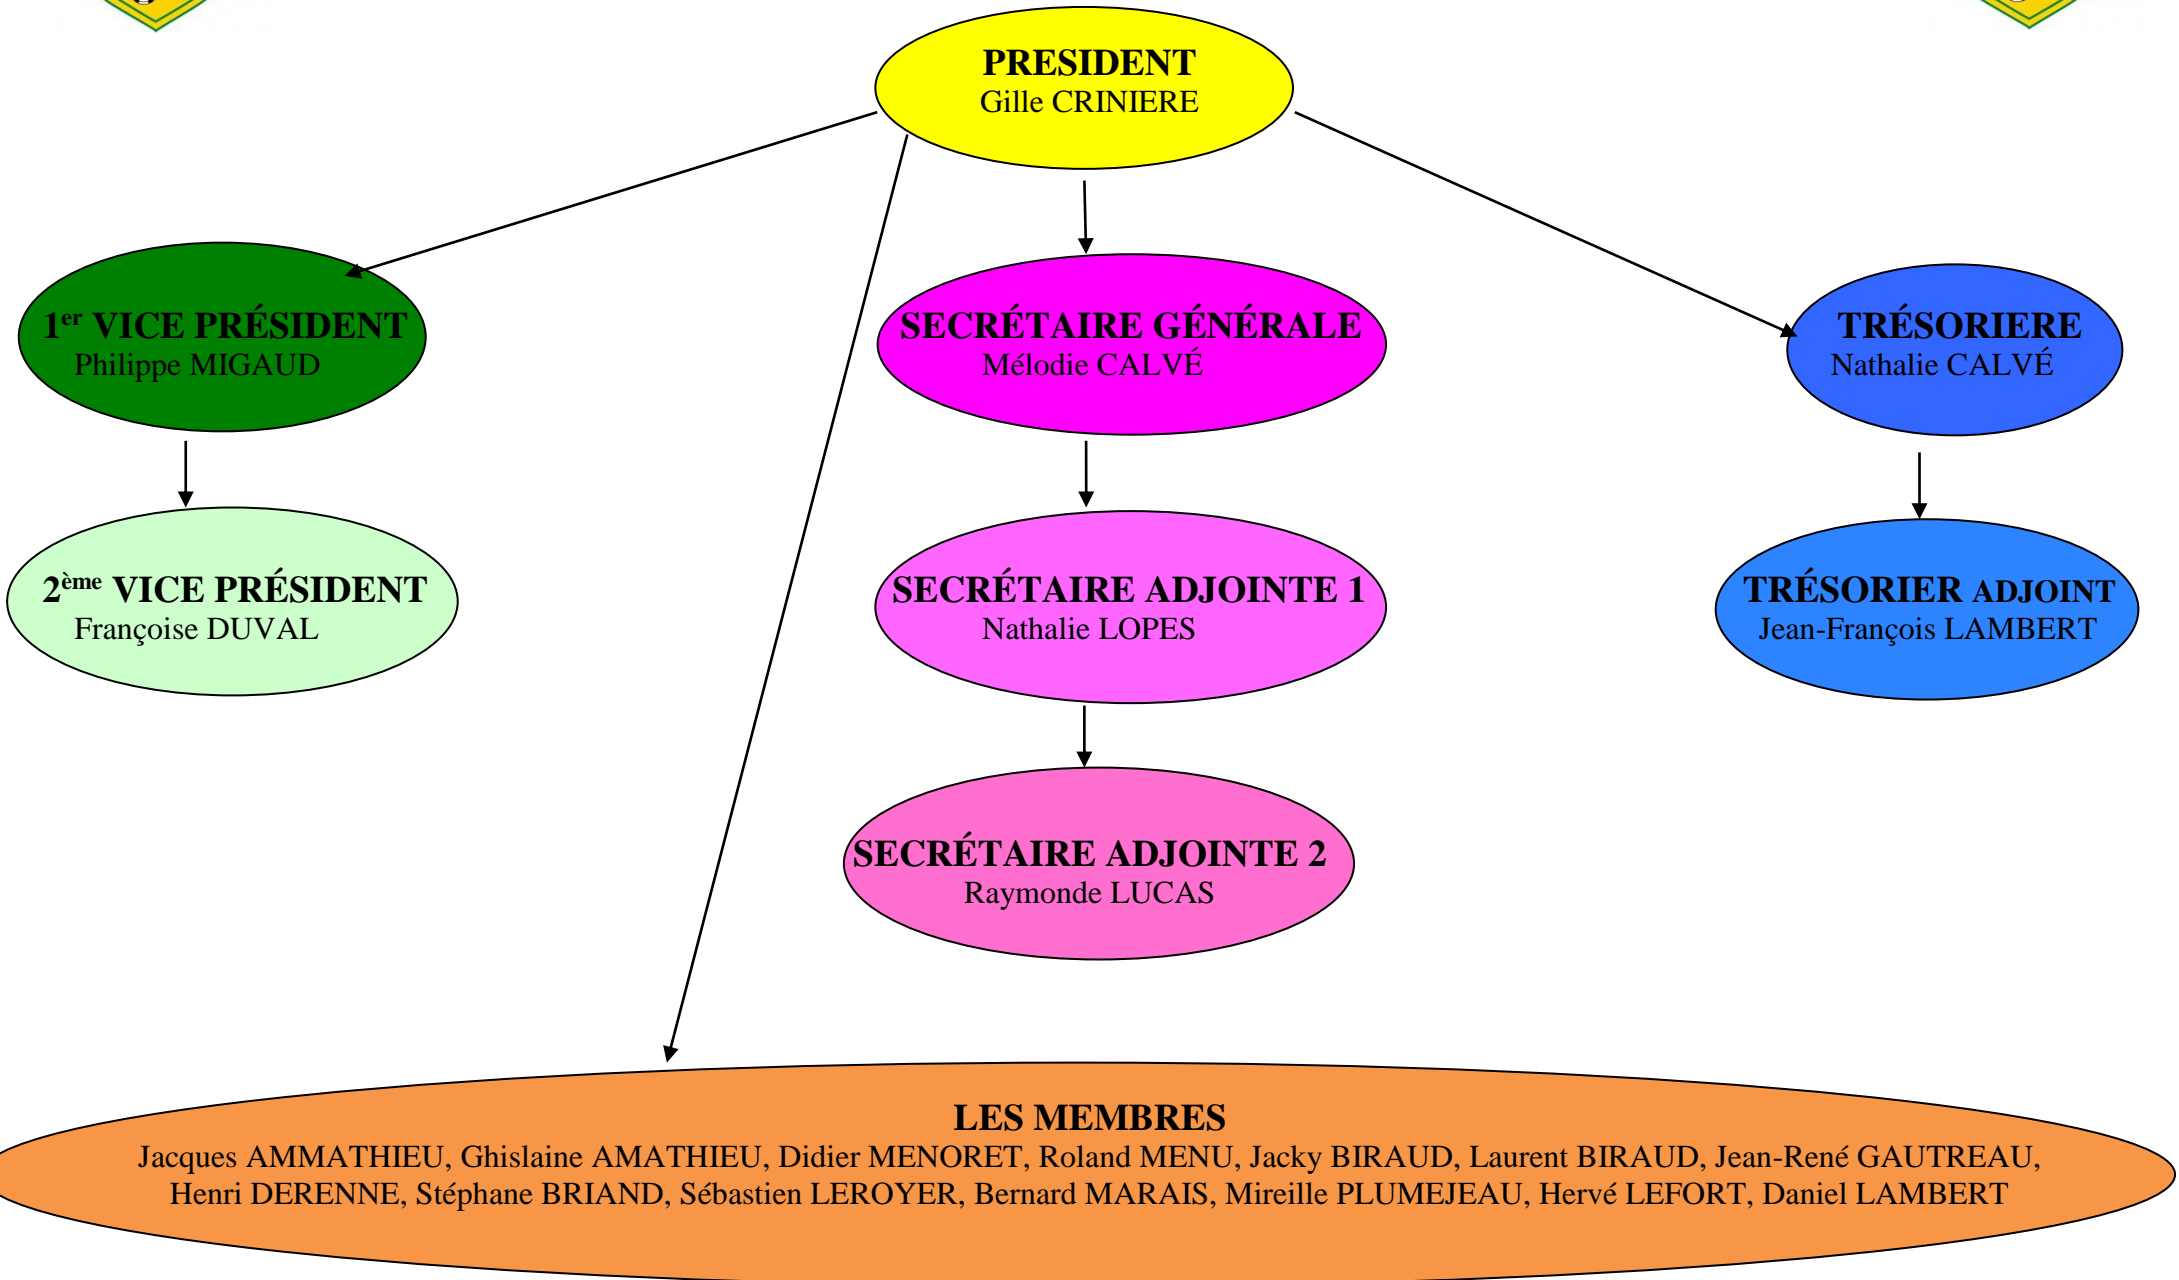 PRESIDENT
Gille CRINIERE
1er VICE PRÉSIDENT
Philippe MIGAUD
SECRÉTAIRE GÉNÉRALE
Mélodie CALVÉ
TRÉSORIERE
Nathalie CALVÉ
2ème VICE PRÉSIDENT
Françoise DUVAL
SECRÉTAIRE ADJOINTE 1
Nathalie LOPES
TRÉSORIER ADJOINT
Jean-François LAMBERT
SECRÉTAIRE ADJOINTE 2
Raymonde LUCAS
LES MEMBRES
Jacques AMMATHIEU, Ghislaine AMATHIEU, Didier MENORET, Roland MENU, Jacky BIRAUD, Laurent BIRAUD, Jean-René GAUTREAU,
Henri DERENNE, Stéphane BRIAND, Sébastien LEROYER, Bernard MARAIS, Mireille PLUMEJEAU, Hervé LEFORT, Daniel LAMBERT